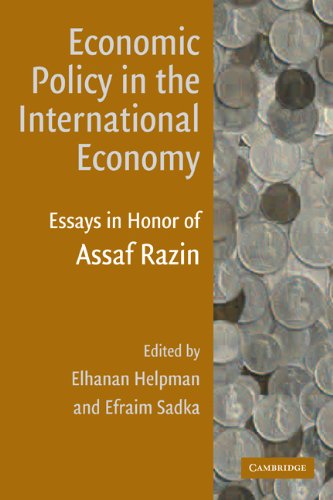 Economic
Policy in the
International
Economy
Essays in Honor of
Assaf Razin
Edited by
Elhanan Helpman
and Efraim Sadka
CAMBRIDGE